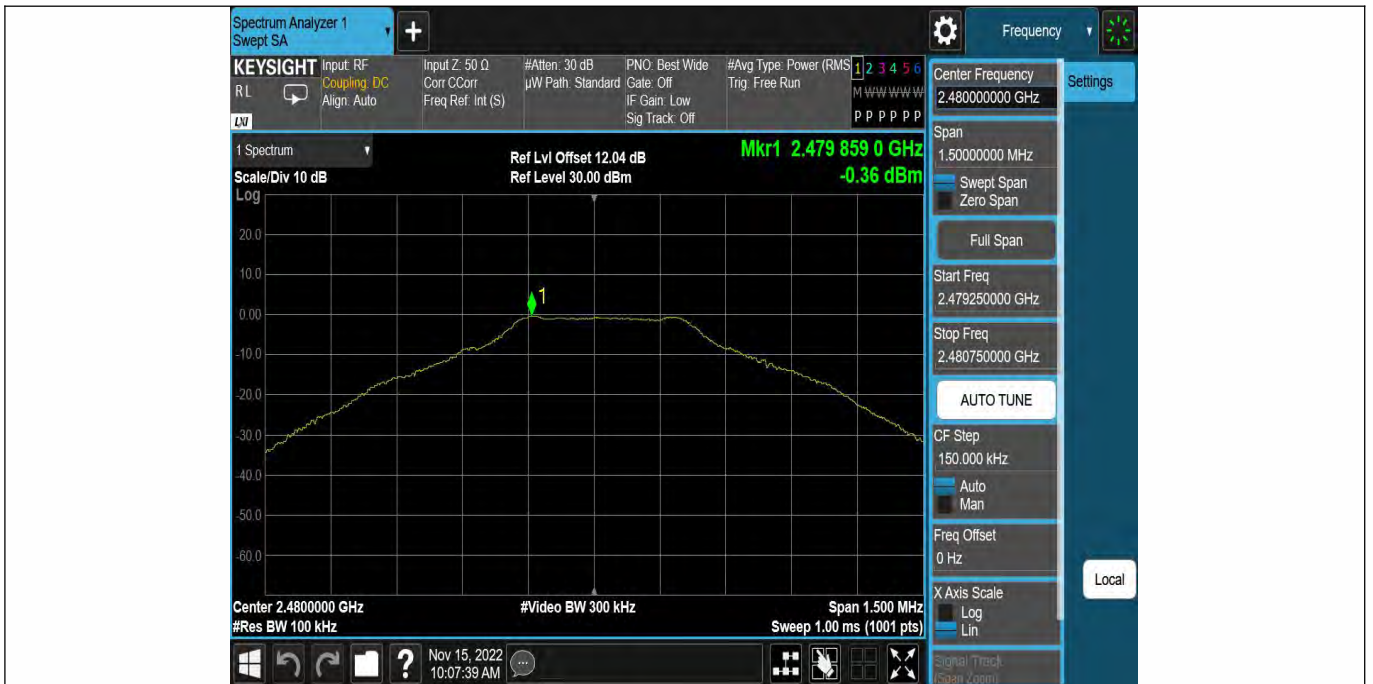 Spectrum Analyzer 1
Swept SA
+
Frequency
KEYSIGHT
RL
LXI
Input: RF
Coupling: DC
Align: Auto
Input Z: 50 Ω
Corr CCorr
Freq Ref: Int (S)
#Atten: 30 dB
µW Path: Standard
PNO: Best Wide
Gate: Off
IF Gain: Low
Sig Track: Off
#Avg Type: Power (RMS
Trig: Free Run
1 2 3 4 5 6
M W W W W W
P P P P P P
1 Spectrum
Scale/Div 10 dB
Log
Ref Lvl Offset 12.04 dB
Ref Level 30.00 dBm
Mkr1 2.479 859 0 GHz
-0.36 dBm
20.0
10.0
1
0.00
-10.0
-20.0
-30.0
-40.0
-50.0
-60.0
Center 2.4800000 GHz
#Res BW 100 kHz
#Video BW 300 kHz
Span 1.500 MHz
Sweep 1.00 ms (1001 pts)
Center Frequency
2.480000000 GHz
Settings
Span
1.50000000 MHz
Swept Span
Zero Span
Full Span
Start Freq
2.479250000 GHz
Stop Freq
2.480750000 GHz
AUTO TUNE
CF Step
150.000 kHz
Auto
Man
Freq Offset
0 Hz
Local
X Axis Scale
Log
Lin
Signal Track
(Span Zoom)
?
Nov 15, 2022
10:07:39 AM